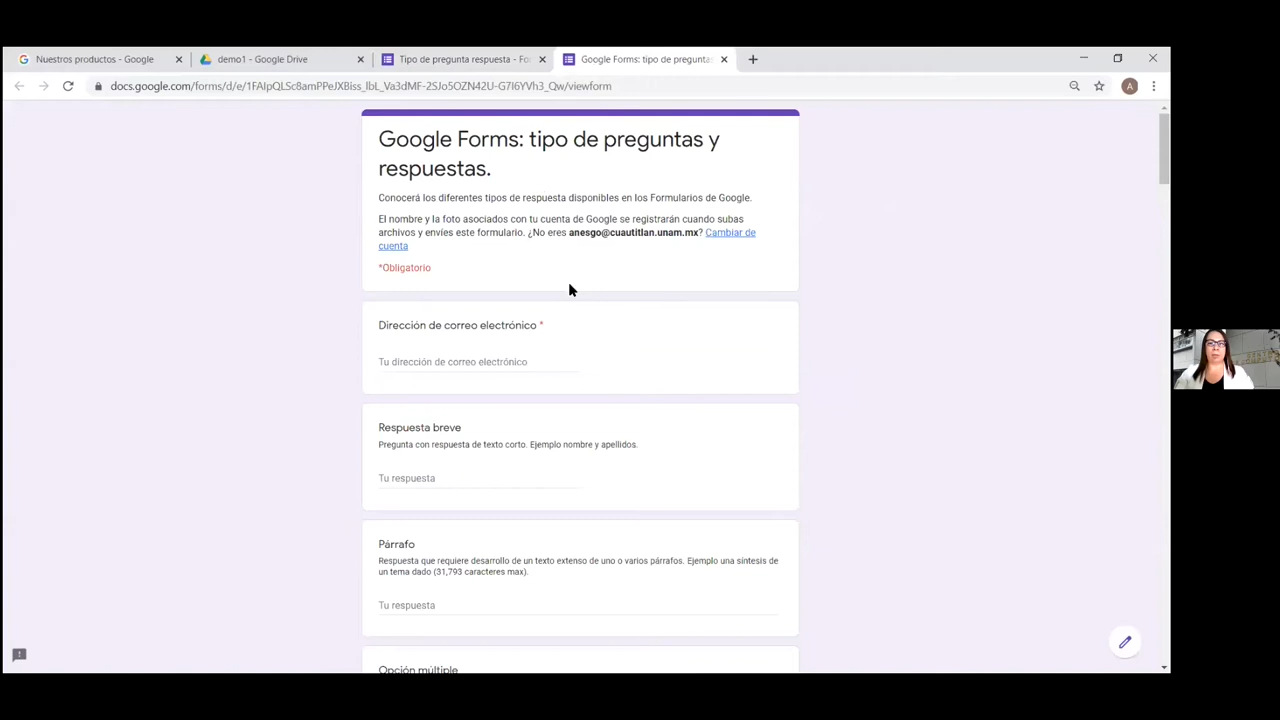 Nuestros productos - Google
demo1 - Google Drive
Tipo de pregunta respuesta - Fo
Google Forms: tipo de preguntas
docs.google.com/forms/d/e/1FAIpQLSc8amPPeJXBiss_IbL_Va3dMF-2SJo5OZN42U-G7I6YVh3_Qw/viewform
A
Google Forms: tipo de preguntas y
respuestas.
Conocerá los diferentes tipos de respuesta disponibles en los Formularios de Google.
El nombre y la foto asociados con tu cuenta de Google se registrarán cuando subas
archivos y envíes este formulario. ¿No eres anesgo@cuautitlan.unam.mx? Cambiar de
cuenta
*Obligatorio
Dirección de correo electrónico *
Tu dirección de correo electrónico
Respuesta breve
Pregunta con respuesta de texto corto. Ejemplo nombre y apellidos.
Tu respuesta
Párrafo
Respuesta que requiere desarrollo de un texto extenso de uno o varios párrafos. Ejemplo una síntesis de
un tema dado (31,793 caracteres max).
Tu respuesta
Opción múltiple